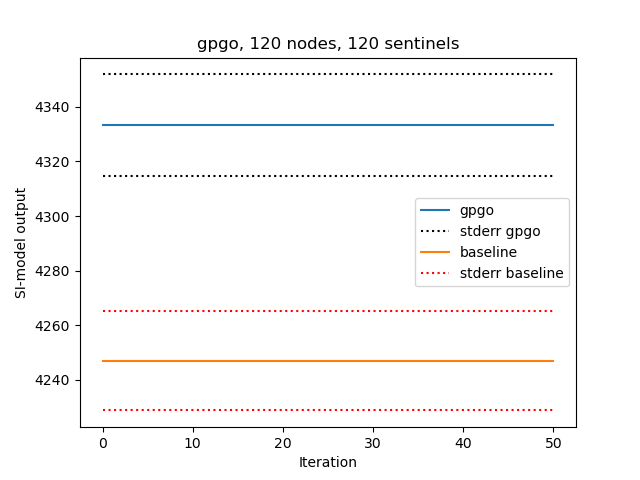 gpgo, 120 nodes, 120 sentinels
4340
4320
4300
4280
4260
4240
SI-model output
gpgo
stderr gpgo
baseline
stderr baseline
0 10 20 30 40 50
Iteration